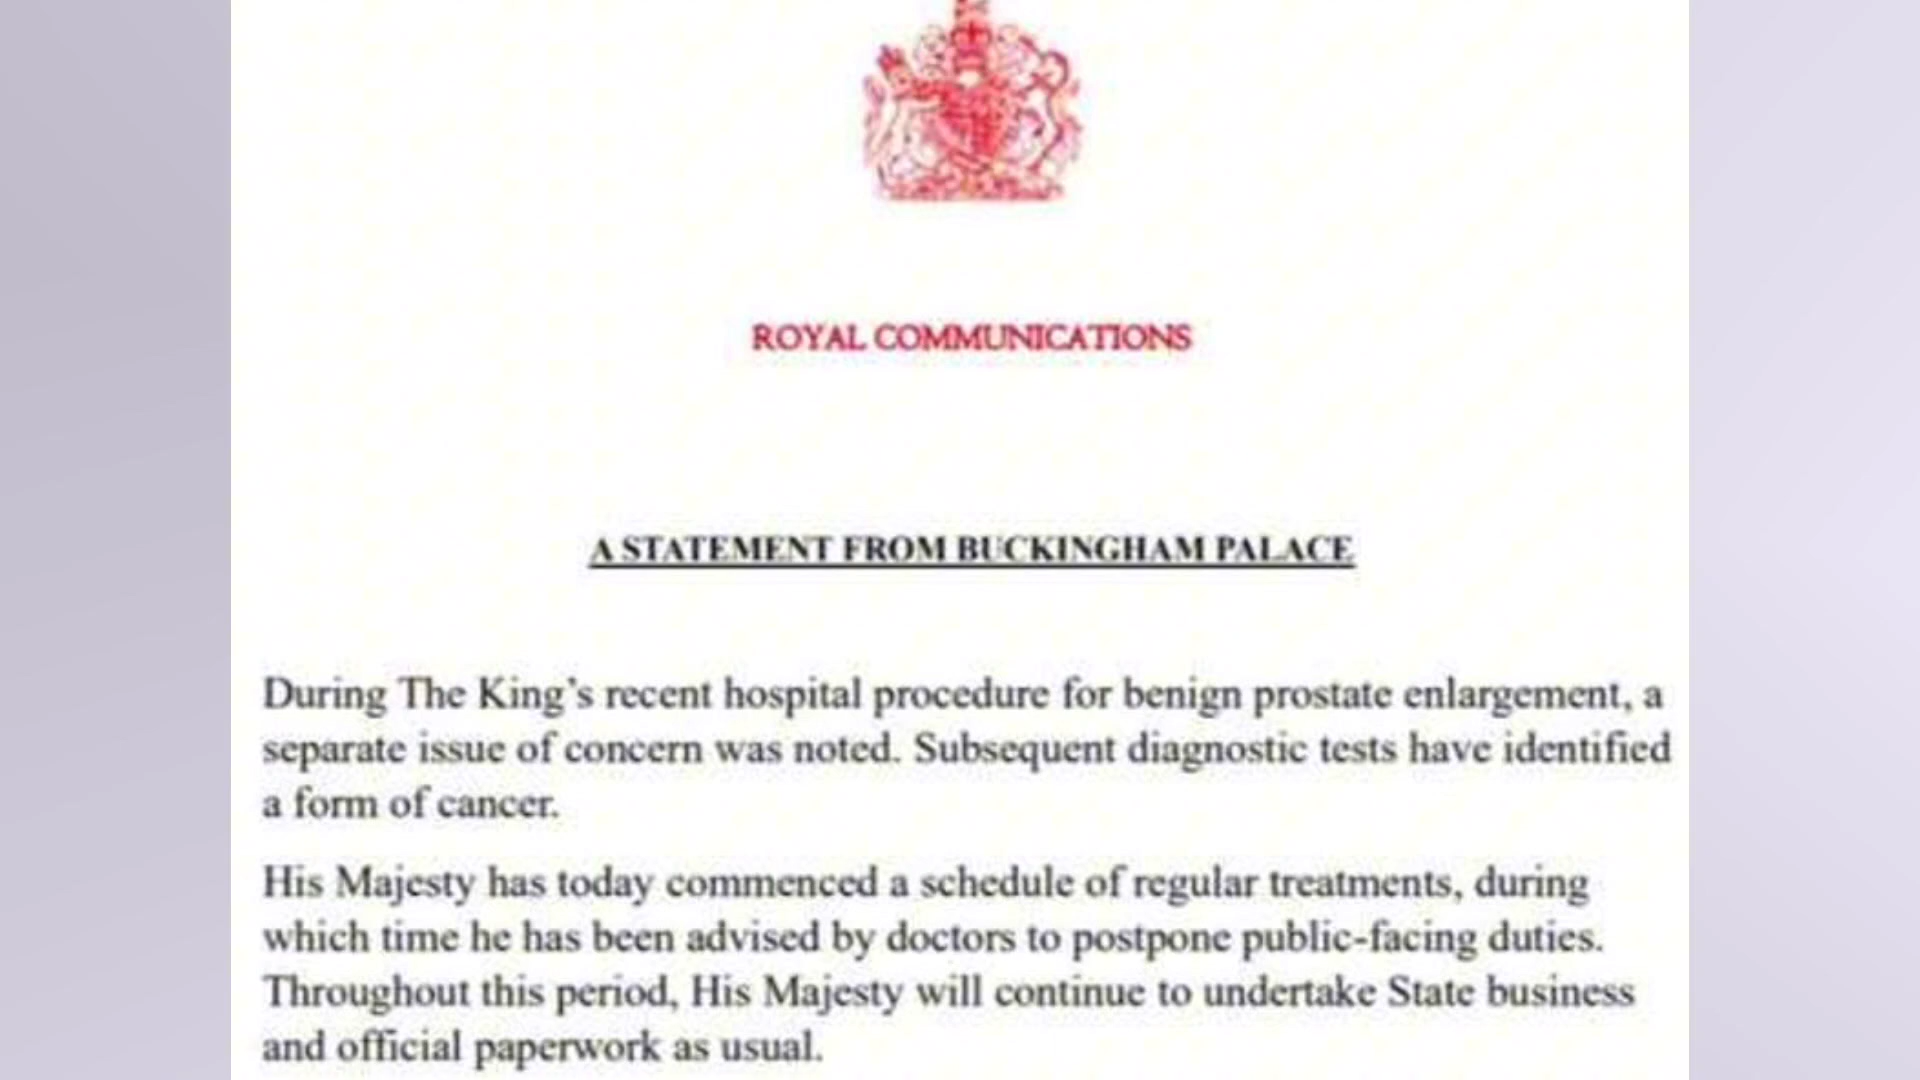 ROYAL COMMUNICATIONS
A STATEMENT FROM BUCKINGHAM PALACE
During The King’s recent hospital procedure for benign prostate enlargement, a
separate issue of concern was noted. Subsequent diagnostic tests have identified
a form of cancer.
His Majesty has today commenced a schedule of regular treatments, during
which time he has been advised by doctors to postpone public-facing duties.
Throughout this period, His Majesty will continue to undertake State business
and official paperwork as usual.